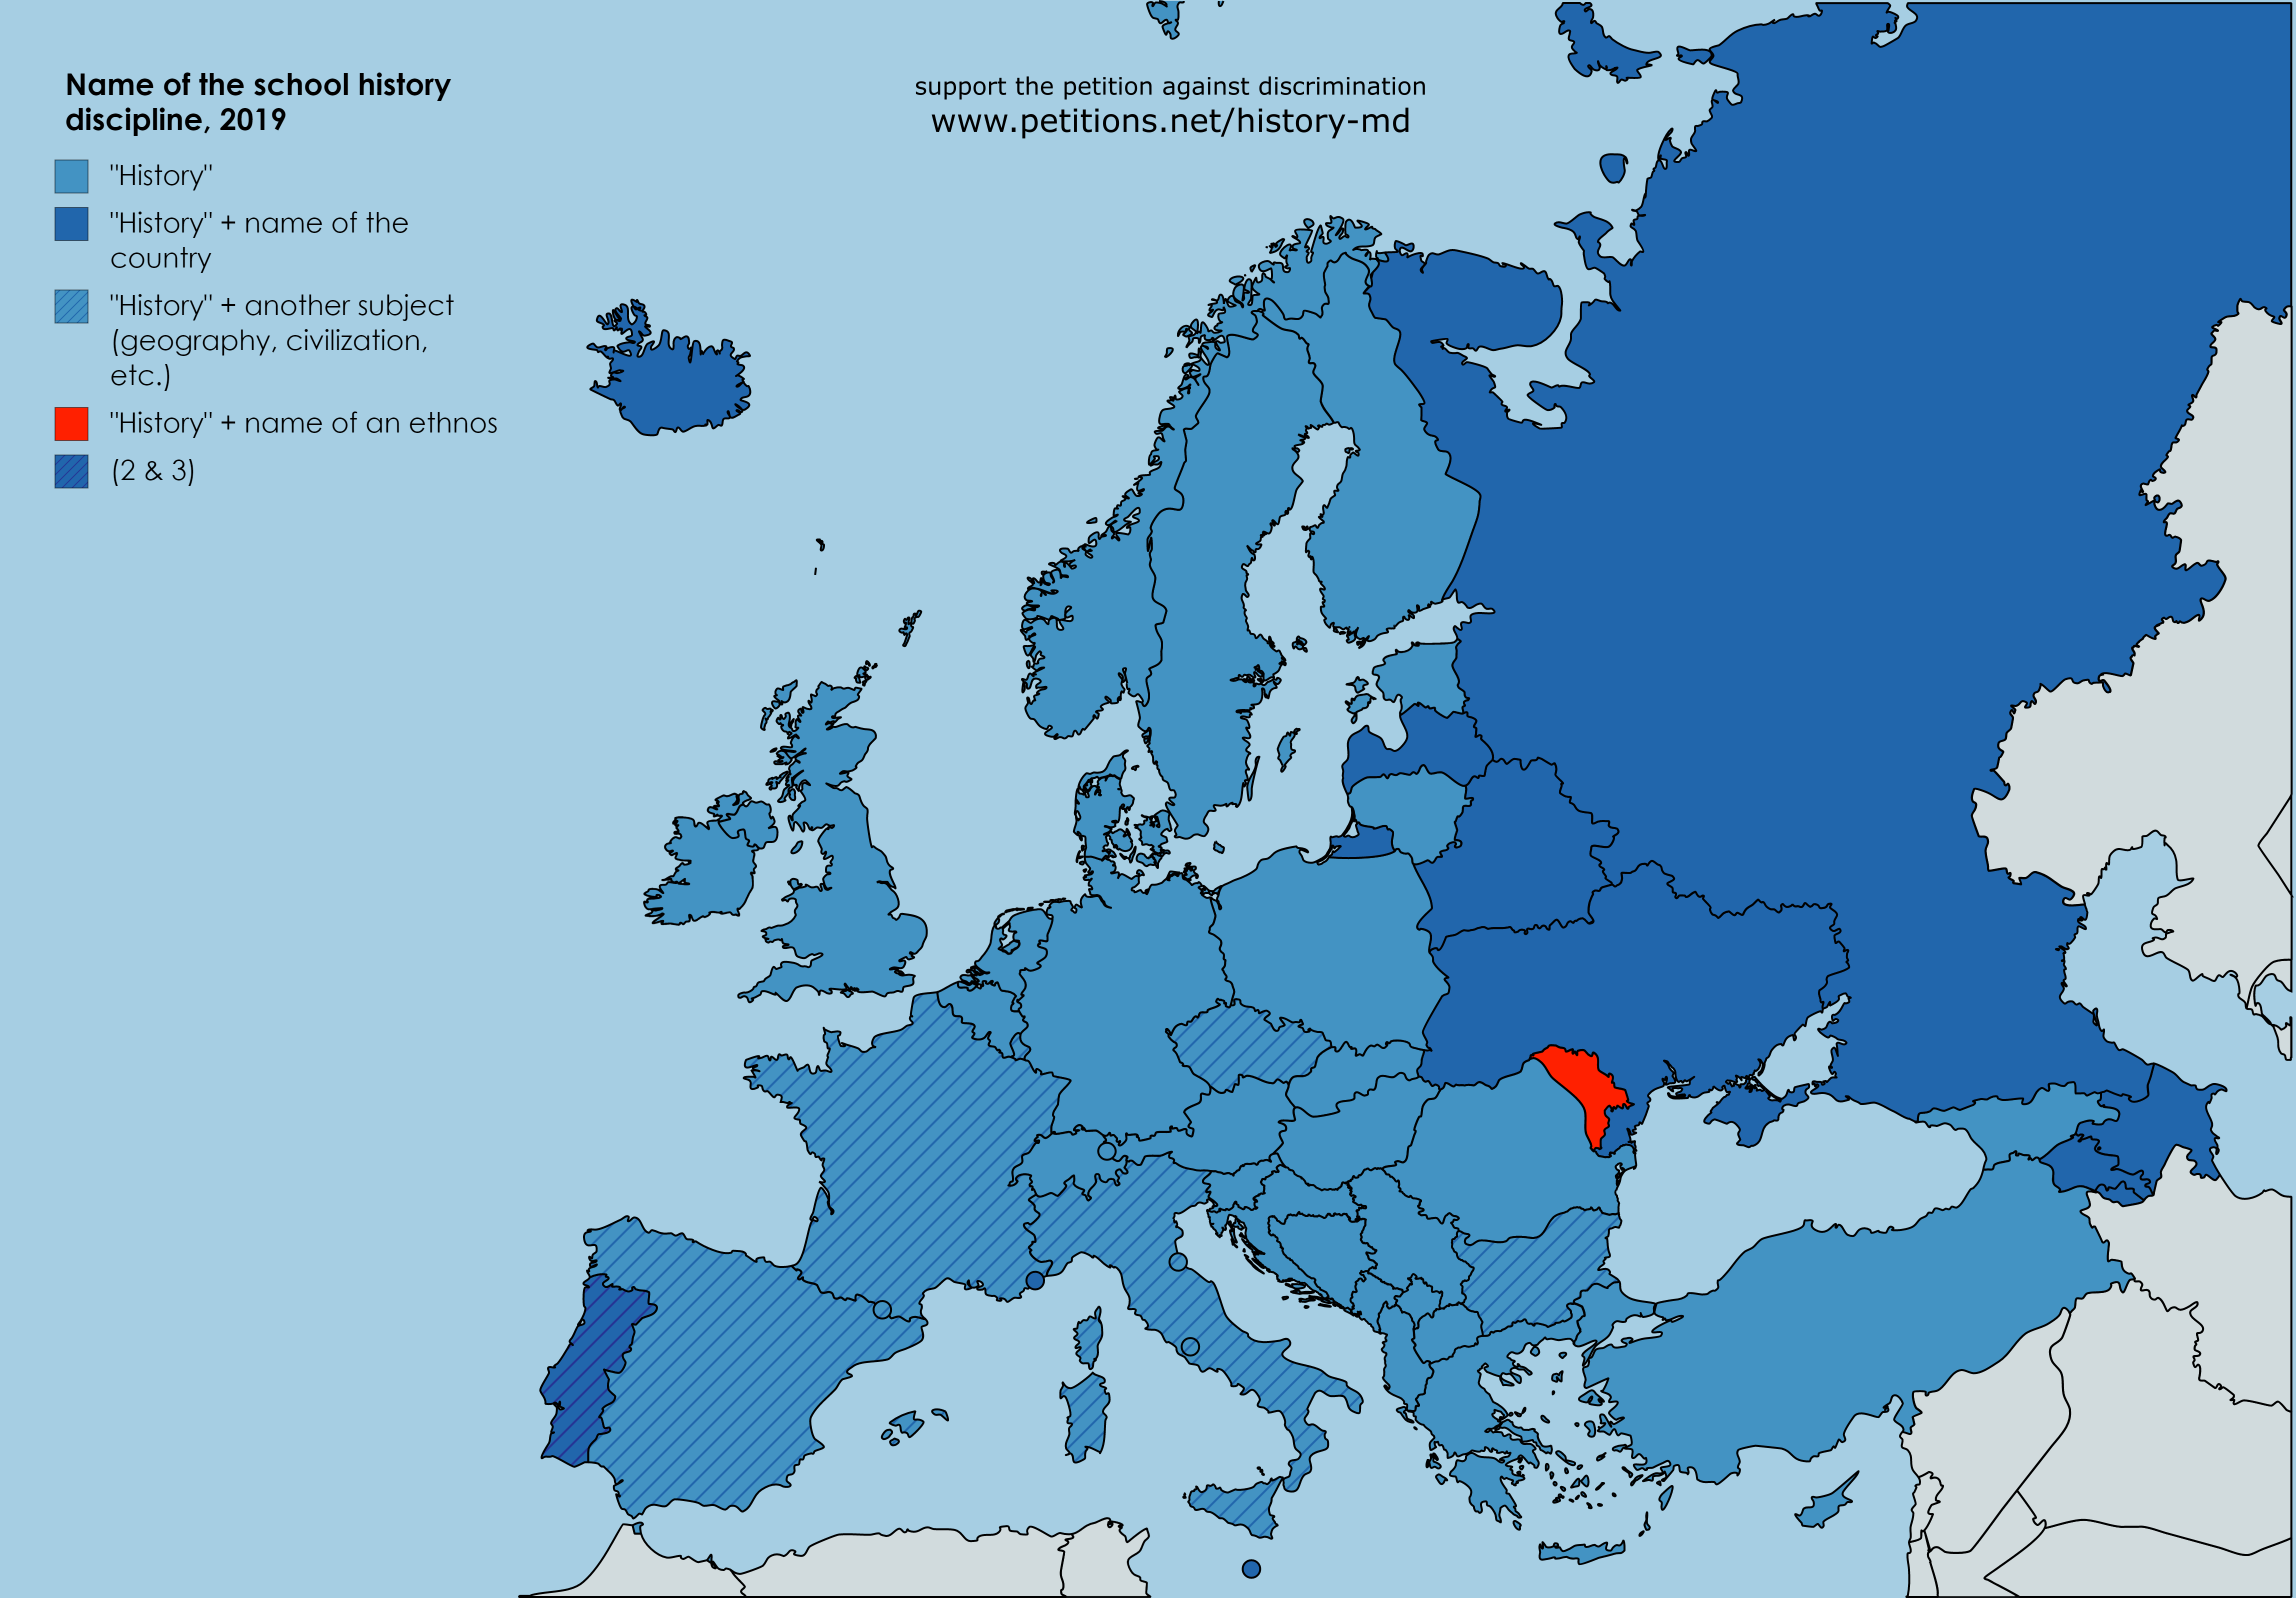 Name of the school history
discipline, 2019
"History"
"History" + name of the
country
"History" + another subject
(geography, civilization,
etc.)
"History" + name of an ethnos
(2 & 3)
support the petition against discrimination
www.petitions.net/history-md